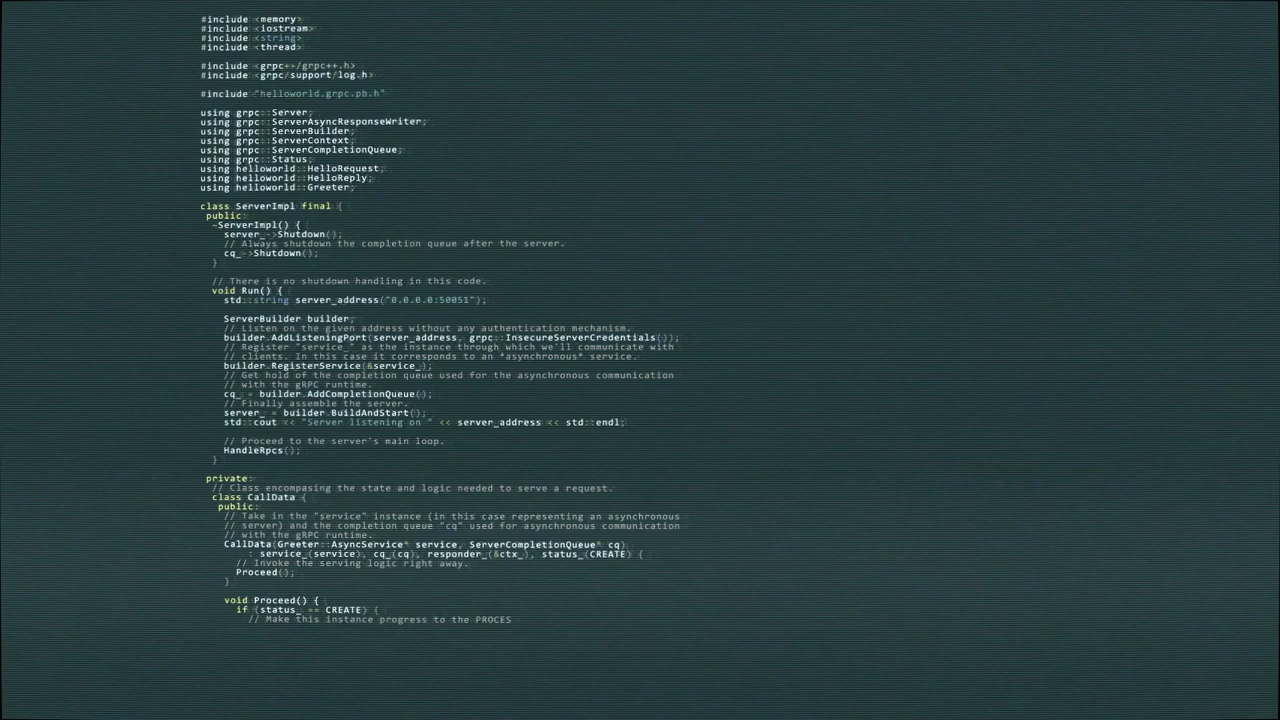 #include <memory>
#include <iostream>
#include <string>
#include <thread>
#include <grpc++/grpc++.h>
#include <grpc/support/log.h>
#include "helloworld.grpc.pb.h"
using grpc::Server;
using grpc::ServerAsyncResponseWriter;
using grpc::ServerBuilder;
using grpc::ServerContext;
using grpc::ServerCompletionQueue;
using grpc::Status;
using helloworld::HelloRequest;
using helloworld::HelloReply;
using helloworld::Greeter;
class ServerImpl final {
public:
~ServerImpl() {
server_->Shutdown();
// Always shutdown the completion queue after the server.
cq_->Shutdown();
}
// There is no shutdown handling in this code.
void Run() {
std::string server_address("0.0.0.0:50051");
ServerBuilder builder;
// Listen on the given address without any authentication mechanism.
builder.AddListeningPort(server_address, grpc::InsecureServerCredentials());
// Register "service_" as the instance through which we'll communicate with
// clients. In this case it corresponds to an *asynchronous* service.
builder.RegisterService(&service_);
// Get hold of the completion queue used for the asynchronous communication
// with the gRPC runtime.
cq_ = builder.AddCompletionQueue();
// Finally assemble the server.
server_ = builder.BuildAndStart();
std::cout << "Server listening on " << server_address << std::endl;
// Proceed to the server's main loop.
HandleRpcs();
}
private:
// Class encompasing the state and logic needed to serve a request.
class CallData {
public:
// Take in the "service" instance (in this case representing an asynchronous
// server) and the completion queue "cq" used for asynchronous communication
// with the gRPC runtime.
CallData(Greeter::AsyncService* service, ServerCompletionQueue* cq)
: service_(service), cq_(cq), responder_(&ctx_), status_(CREATE) {
// Invoke the serving logic right away.
Proceed();
}
void Proceed() {
if (status_ == CREATE) {
// Make this instance progress to the PROCES